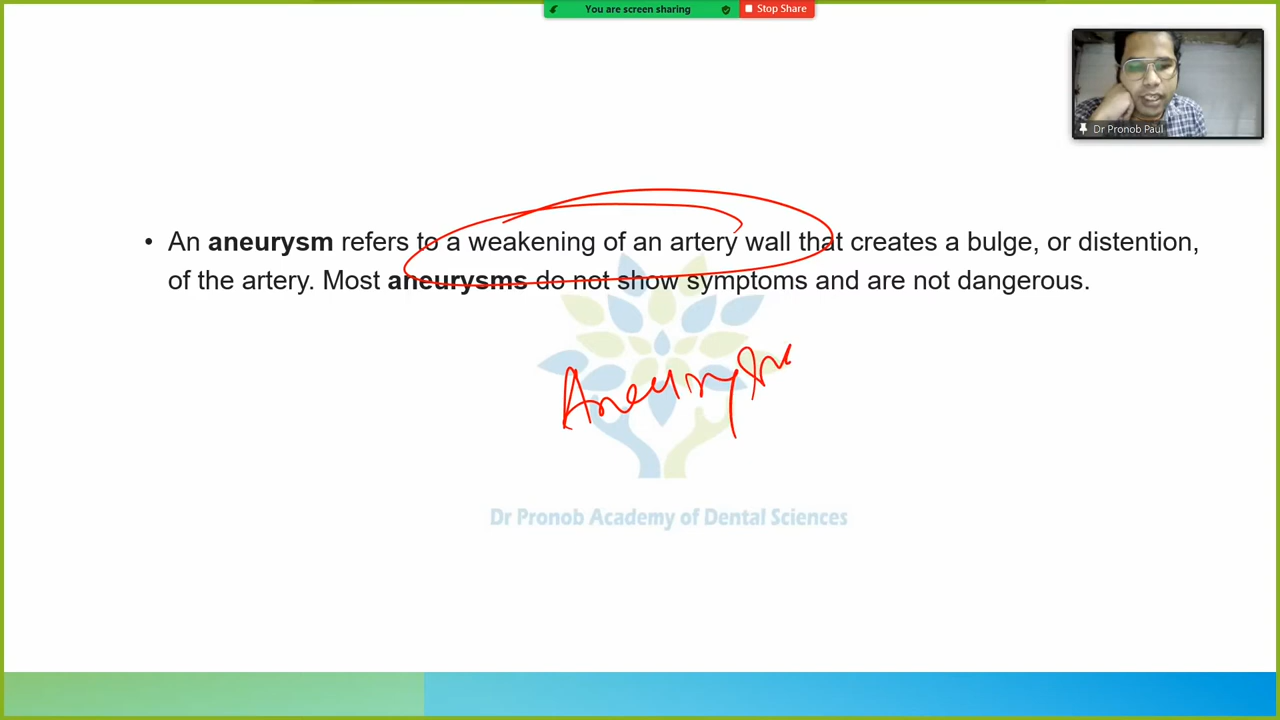 You are screen sharing Stop Share
Dr Pronob Paul
• An aneurysm refers to a weakening of an artery wall that creates a bulge, or distention,
of the artery. Most aneurysms do not show symptoms and are not dangerous.
Dr Pronob Academy of Dental Sciences